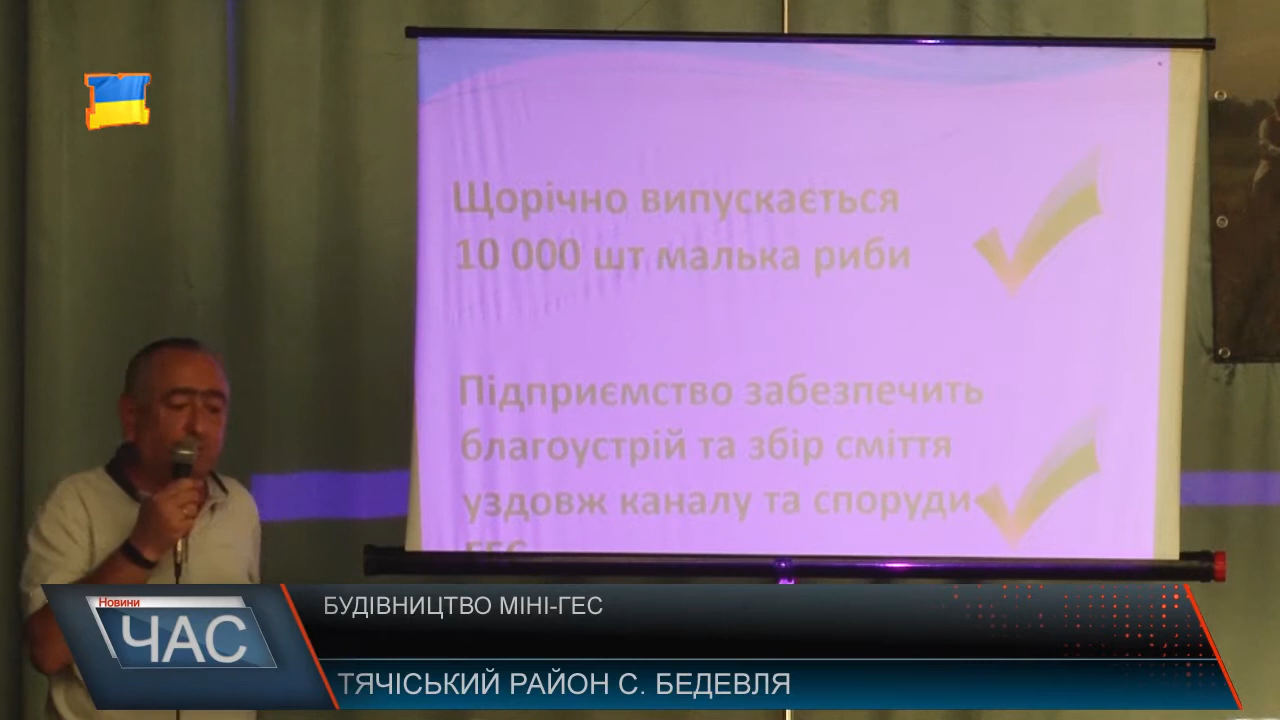 Щорічно випускається
10 000 шт малька риби
Підприємство забезпечить
благоустрій та збір сміття
уздовж каналу та споруди
ГЕС
Новини
ЧАС
БУДІВНИЦТВО МІНІ-ГЕС
ТЯЧІСЬКИЙ РАЙОН С. БЕДЕВЛЯ